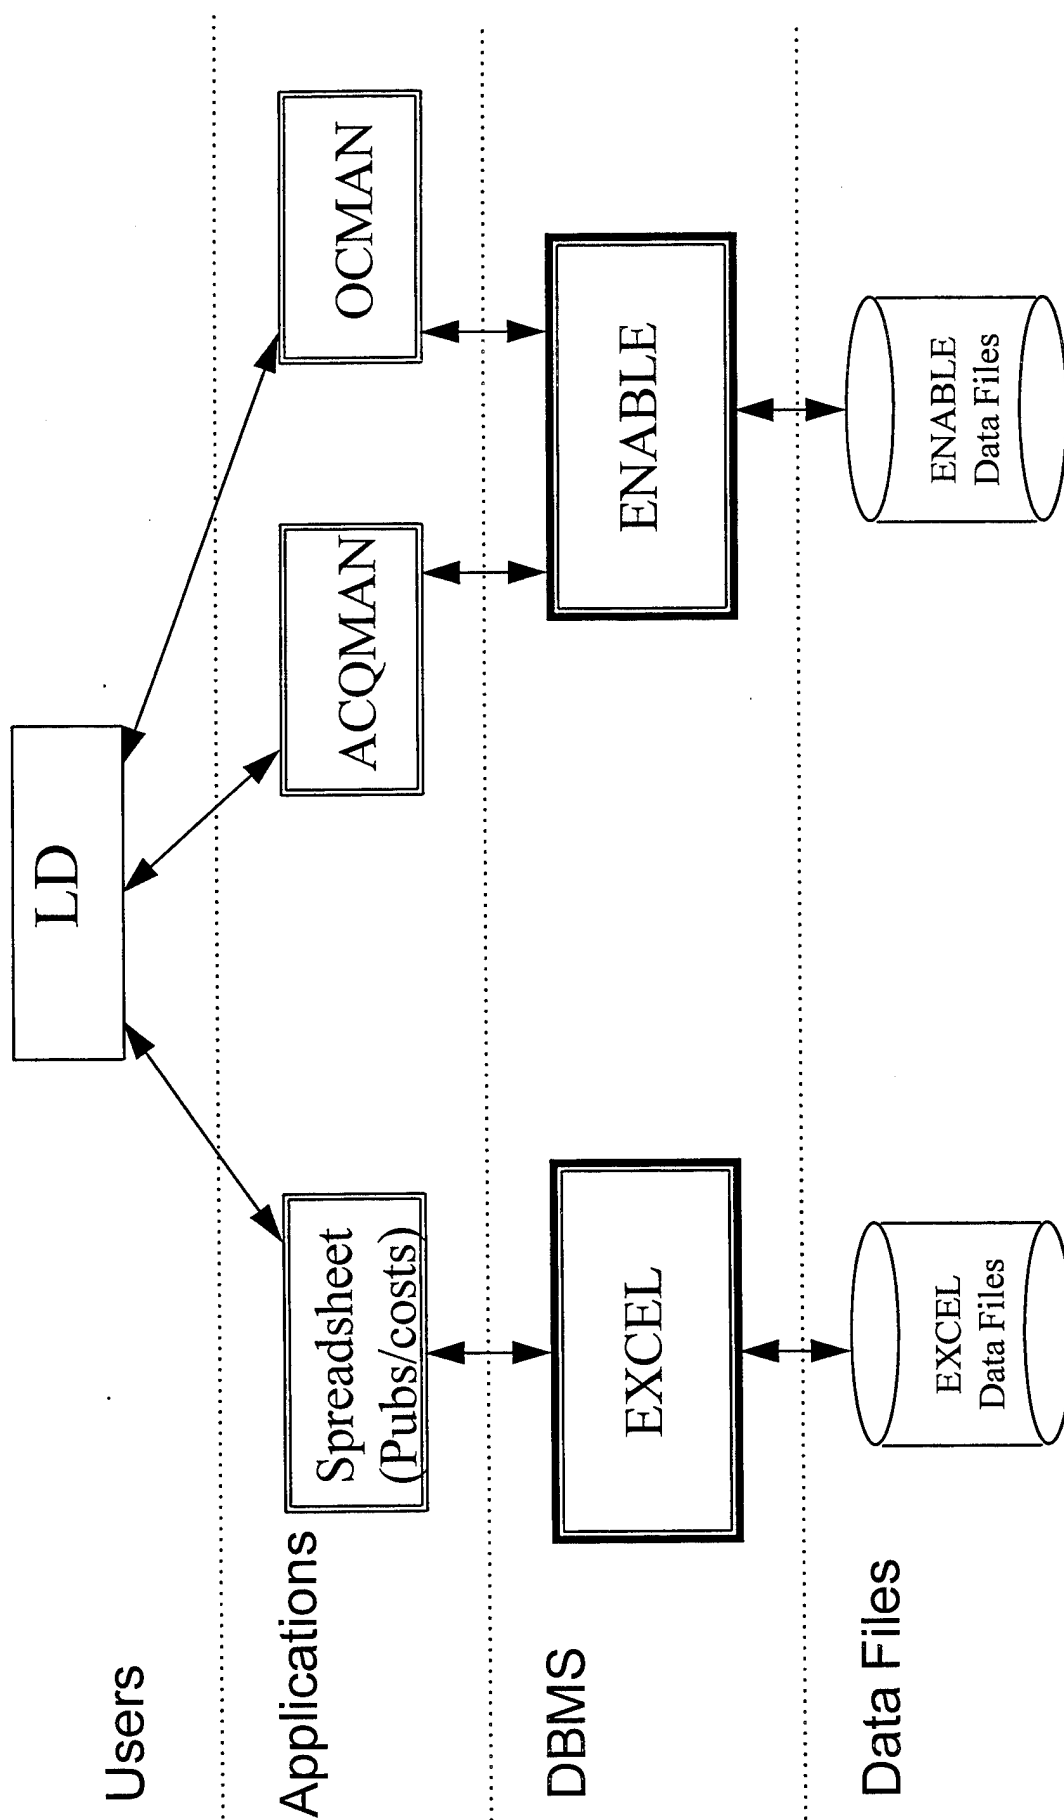 Users
LD
Applications
Spreadsheet
(Pubs/costs)
ACQMAN
OCMAN
DBMS
EXCEL
ENABLE
Data Files
EXCEL
Data Files
ENABLE
Data Files